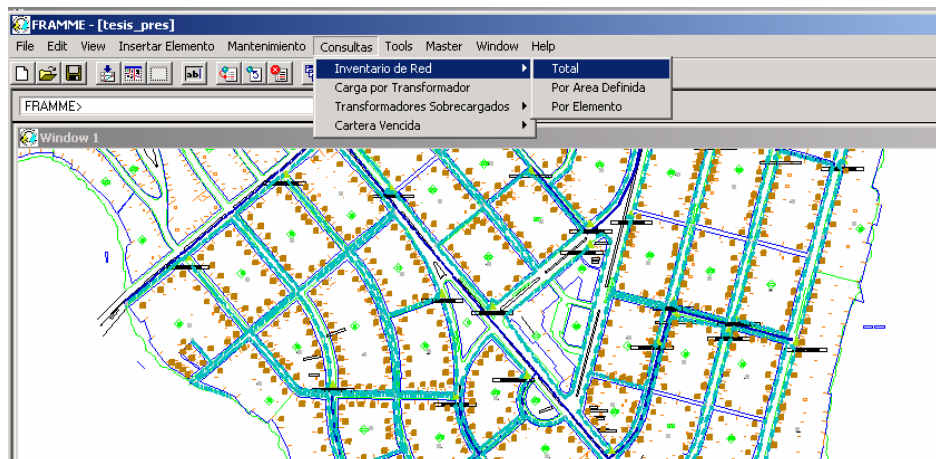 FRAMME - [tesis_pres]
File Edit View Insertar Elemento Mantenimiento Consultas Tools Master Window Help
ab|
Inventario de Red
Carga por Transformador
Transformadores Sobrecargados
Cartera Vencida
Total
Por Area Definida
Por Elemento
FRAMME>
Window 1